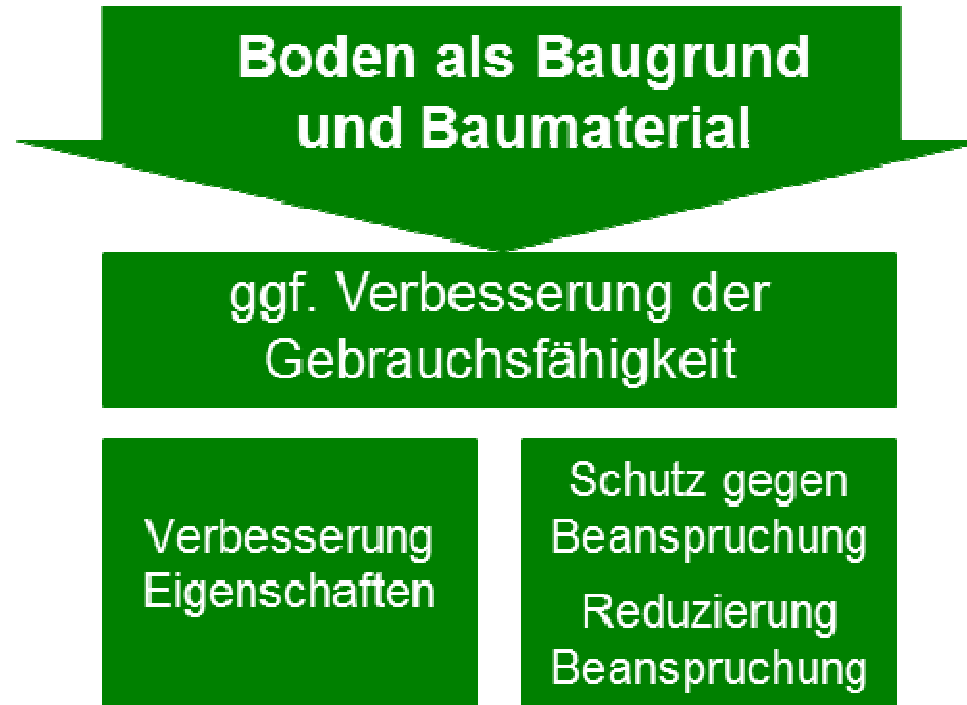 Boden als Baugrund
und Baumaterial
ggf. Verbesserung der
Gebrauchsfähigkeit
Verbesserung
Eigenschaften
Schutz gegen
Beanspruchung
Reduzierung
Beanspruchung